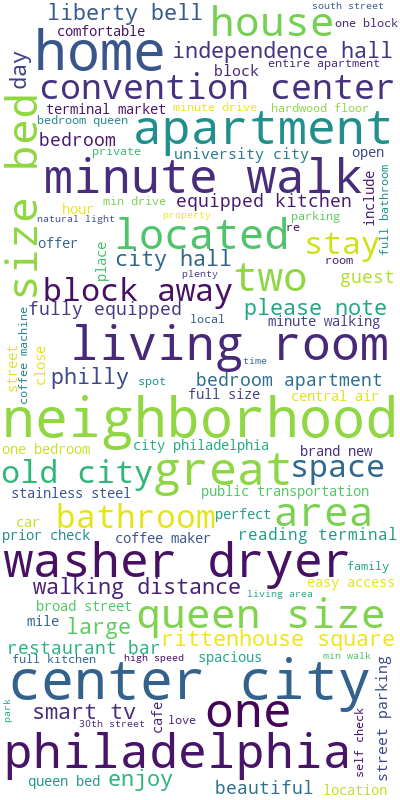 south street
liberty bell
house
one block
comfortable
home
independence hall
day
block
entire apartment
convention center
size bed
terminal market
minute drive
hardwood floor
bedroom queen
apartment
bedroom
private
university city
open
full bathroom
minute walk
include
min drive
equipped kitchen
hour
natural light
property
parking
located
re
offer
stay
place
city hall
room
two
guest
block away
plenty
fully equipped
please note
coffee machine
local
minute walking
living room
street
close
time
philly
spot
bedroom apartment
full size
central air
neighborhood
one bedroom
city philadelphia
brand new
old city
great
space
stainless steel
public transportation
area
car
bathroom
perfect
prior check
coffee maker
reading terminal
washer dryer
family
walking distance
living area
easy access
broad street
queen size
mile
large
rittenhouse square
restaurant bar
full kitchen
high speed
spacious
min walk
center city
street parking
park
smart tv
cafe
one
30th street
love
self check
philadelphia
queen bed
enjoy
beautiful
location